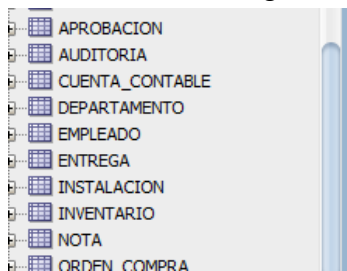 APROBACION
AUDITORIA
CUENTA_CONTABLE
DEPARTAMENTO
EMPLEADO
ENTREGA
INSTALACION
INVENTARIO
NOTA
ORDEN_COMPRA